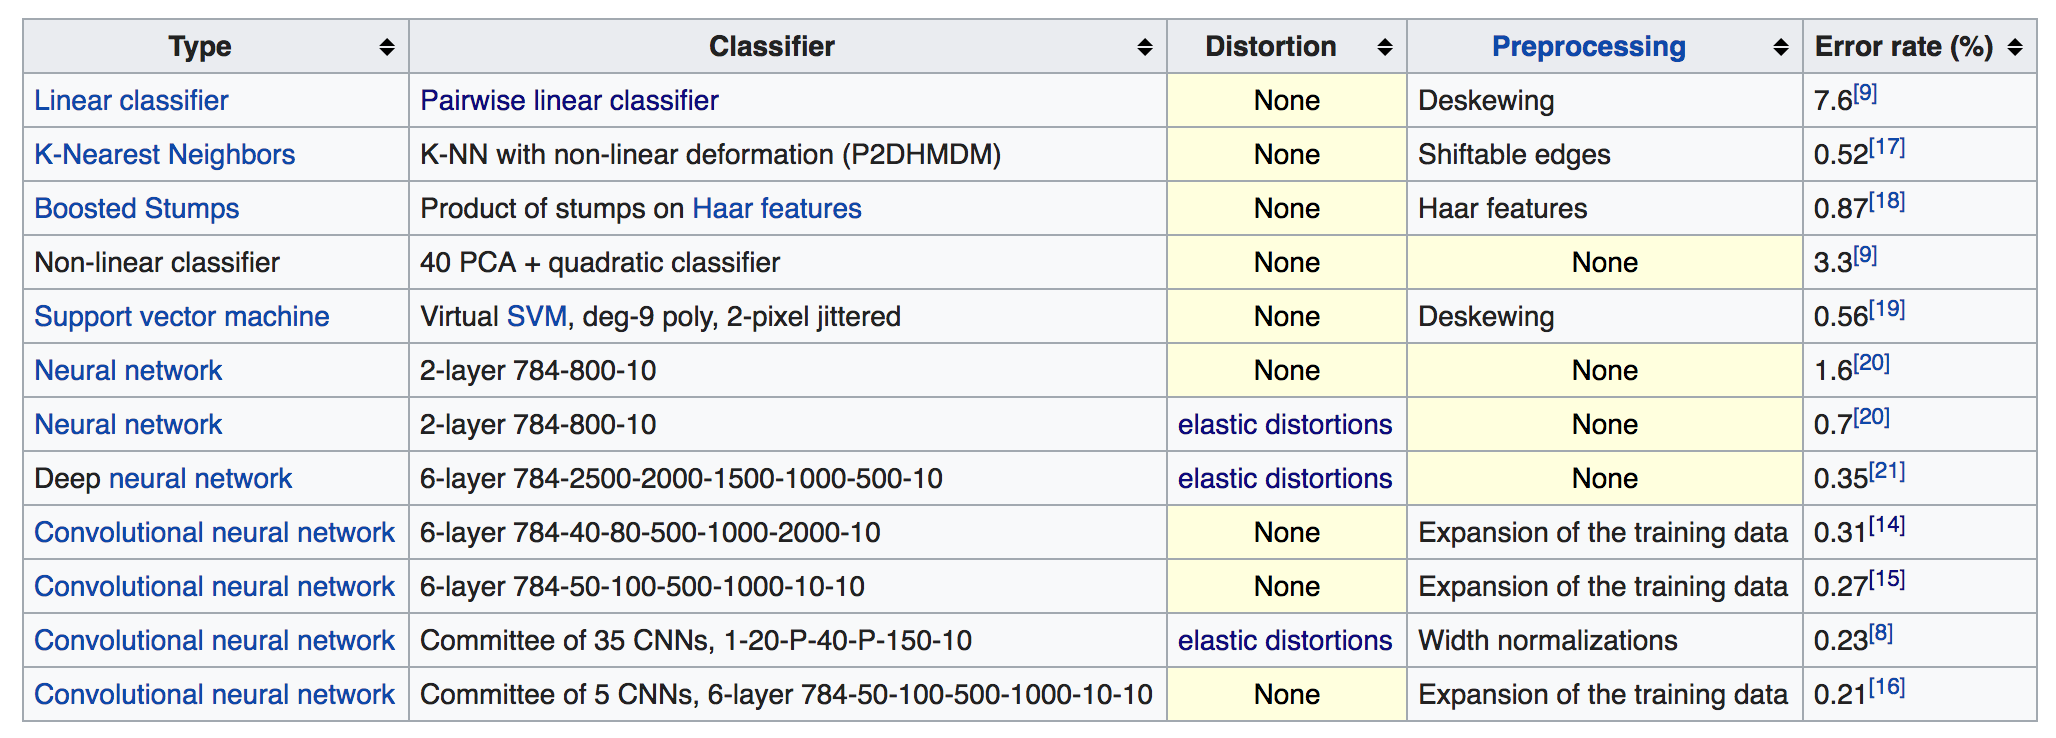 Type Classifier Distortion Preprocessing Error rate (%)
Linear classifier Pairwise linear classifier None Deskewing 7.6[9]
K-Nearest Neighbors K-NN with non-linear deformation (P2DHMDM) None Shiftable edges 0.52[17]
Boosted Stumps Product of stumps on Haar features None Haar features 0.87[18]
Non-linear classifier 40 PCA + quadratic classifier None None 3.3[9]
Support vector machine Virtual SVM, deg-9 poly, 2-pixel jittered None Deskewing 0.56[19]
Neural network 2-layer 784-800-10 None None 1.6[20]
Neural network 2-layer 784-800-10 elastic distortions None 0.7[20]
Deep neural network 6-layer 784-2500-2000-1500-1000-500-10 elastic distortions None 0.35[21]
Convolutional neural network 6-layer 784-40-80-500-1000-2000-10 None Expansion of the training data 0.31[14]
Convolutional neural network 6-layer 784-50-100-500-1000-10-10 None Expansion of the training data 0.27[15]
Convolutional neural network Committee of 35 CNNs, 1-20-P-40-P-150-10 elastic distortions Width normalizations 0.23[8]
Convolutional neural network Committee of 5 CNNs, 6-layer 784-50-100-500-1000-10-10 None Expansion of the training data 0.21[16]